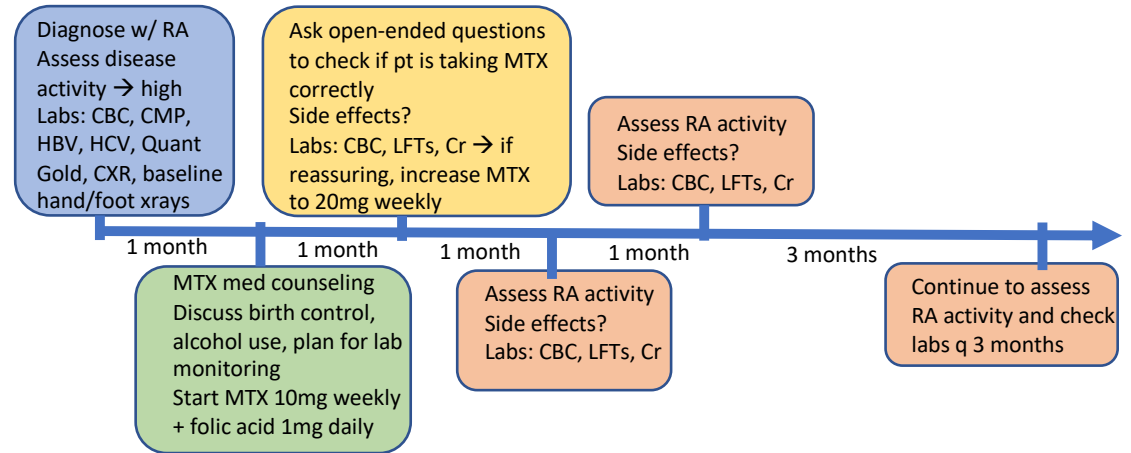 Diagnose w/ RA
Assess disease
activity → high
Labs: CBC, CMP,
HBV, HCV, Quant
Gold, CXR, baseline
hand/foot xrays
Ask open-ended questions
to check if pt is taking MTX
correctly
Side effects?
Labs: CBC, LFTs, Cr → if
reassuring, increase MTX
to 20mg weekly
Assess RA activity
Side effects?
Labs: CBC, LFTs, Cr
1 month
1 month
1 month
1 month
3 months
MTX med counseling
Discuss birth control,
alcohol use, plan for lab
monitoring
Start MTX 10mg weekly
+ folic acid 1mg daily
Assess RA activity
Side effects?
Labs: CBC, LFTs, Cr
Continue to assess
RA activity and check
labs q 3 months